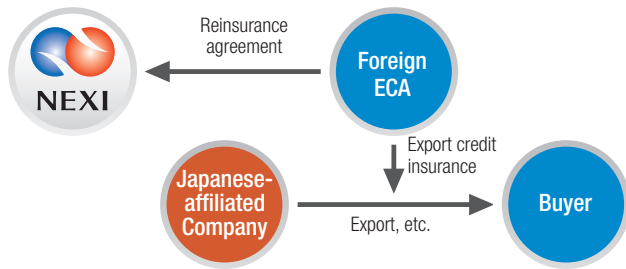 Reinsurance
agreement
NEXI
Foreign
ECA
Export credit
insurance
Japanese-
affiliated
Company
Export, etc.
Buyer